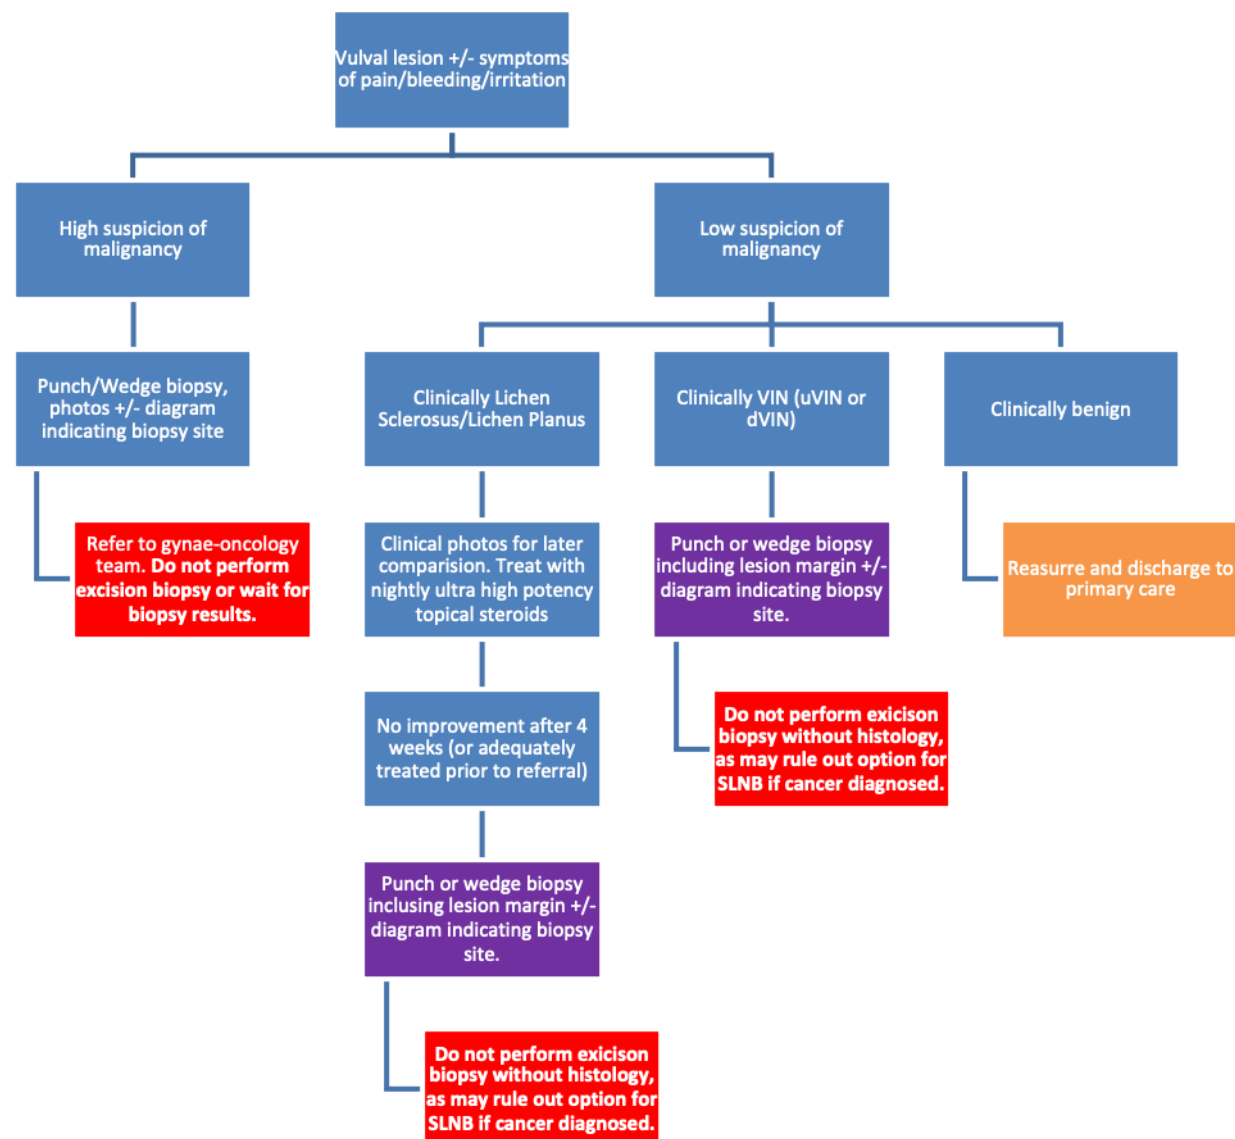 Vulval lesion +/- symptoms
of pain/bleeding/irritation
High suspicion of
malignancy
Low suspicion of
malignancy
Punch/Wedge biopsy,
photos +/- diagram
indicating biopsy site
Clinically Lichen
Sclerosus/Lichen Planus
Clinically VIN (uVIN or
dVIN)
Clinically benign
Refer to gynae-oncology
team. Do not perform
excision biopsy or wait for
biopsy results.
Clinical photos for later
comparision. Treat with
nightly ultra high potency
topical steroids
Punch or wedge biopsy
including lesion margin +/-
diagram indicating biopsy
site.
Reasurre and discharge to
primary care
No improvement after 4
weeks (or adequately
treated prior to referral)
Do not perform exicison
biopsy without histology,
as may rule out option for
SLNB if cancer diagnosed.
Punch or wedge biopsy
inclusing lesion margin +/-
diagram indicating biopsy
site.
Do not perform exicison
biopsy without histology,
as may rule out option for
SLNB if cancer diagnosed.